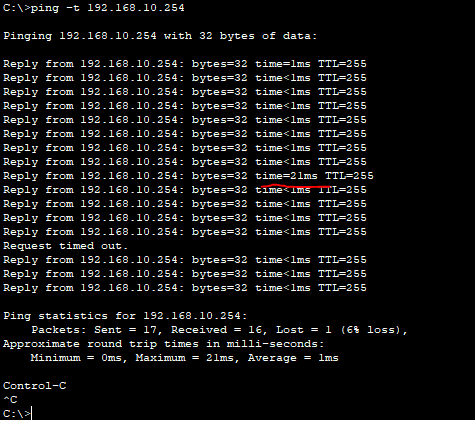 C:\>ping -t 192.168.10.254
Pinging 192.168.10.254 with 32 bytes of data:
Reply from 192.168.10.254: bytes=32 time=1ms TTL=255
Reply from 192.168.10.254: bytes=32 time<1ms TTL=255
Reply from 192.168.10.254: bytes=32 time<1ms TTL=255
Reply from 192.168.10.254: bytes=32 time<1ms TTL=255
Reply from 192.168.10.254: bytes=32 time<1ms TTL=255
Reply from 192.168.10.254: bytes=32 time<1ms TTL=255
Reply from 192.168.10.254: bytes=32 time<1ms TTL=255
Reply from 192.168.10.254: bytes=32 time<1ms TTL=255
Reply from 192.168.10.254: bytes=32 time=21ms TTL=255
Reply from 192.168.10.254: bytes=32 time<1ms TTL=255
Reply from 192.168.10.254: bytes=32 time<1ms TTL=255
Reply from 192.168.10.254: bytes=32 time<1ms TTL=255
Reply from 192.168.10.254: bytes=32 time<1ms TTL=255
Request timed out.
Reply from 192.168.10.254: bytes=32 time<1ms TTL=255
Reply from 192.168.10.254: bytes=32 time<1ms TTL=255
Reply from 192.168.10.254: bytes=32 time<1ms TTL=255
Ping statistics for 192.168.10.254:
Packets: Sent = 17, Received = 16, Lost = 1 (6% loss),
Approximate round trip times in milli-seconds:
Minimum = 0ms, Maximum = 21ms, Average = 1ms
Control-C
^C
C:\>